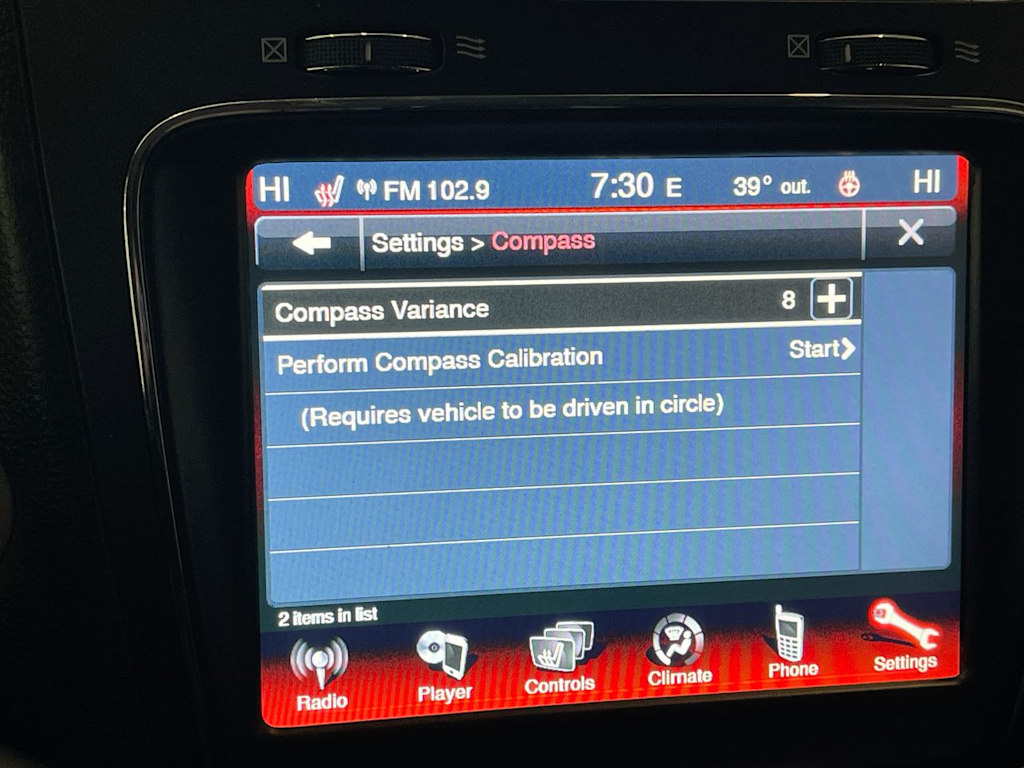 HI FM 102.9 7:30 E 39° out. HI
Settings > Compass
Compass Variance 8 +
Perform Compass Calibration Start>
(Requires vehicle to be driven in circle)
2 items in list
Radio Player Controls Climate Phone Settings